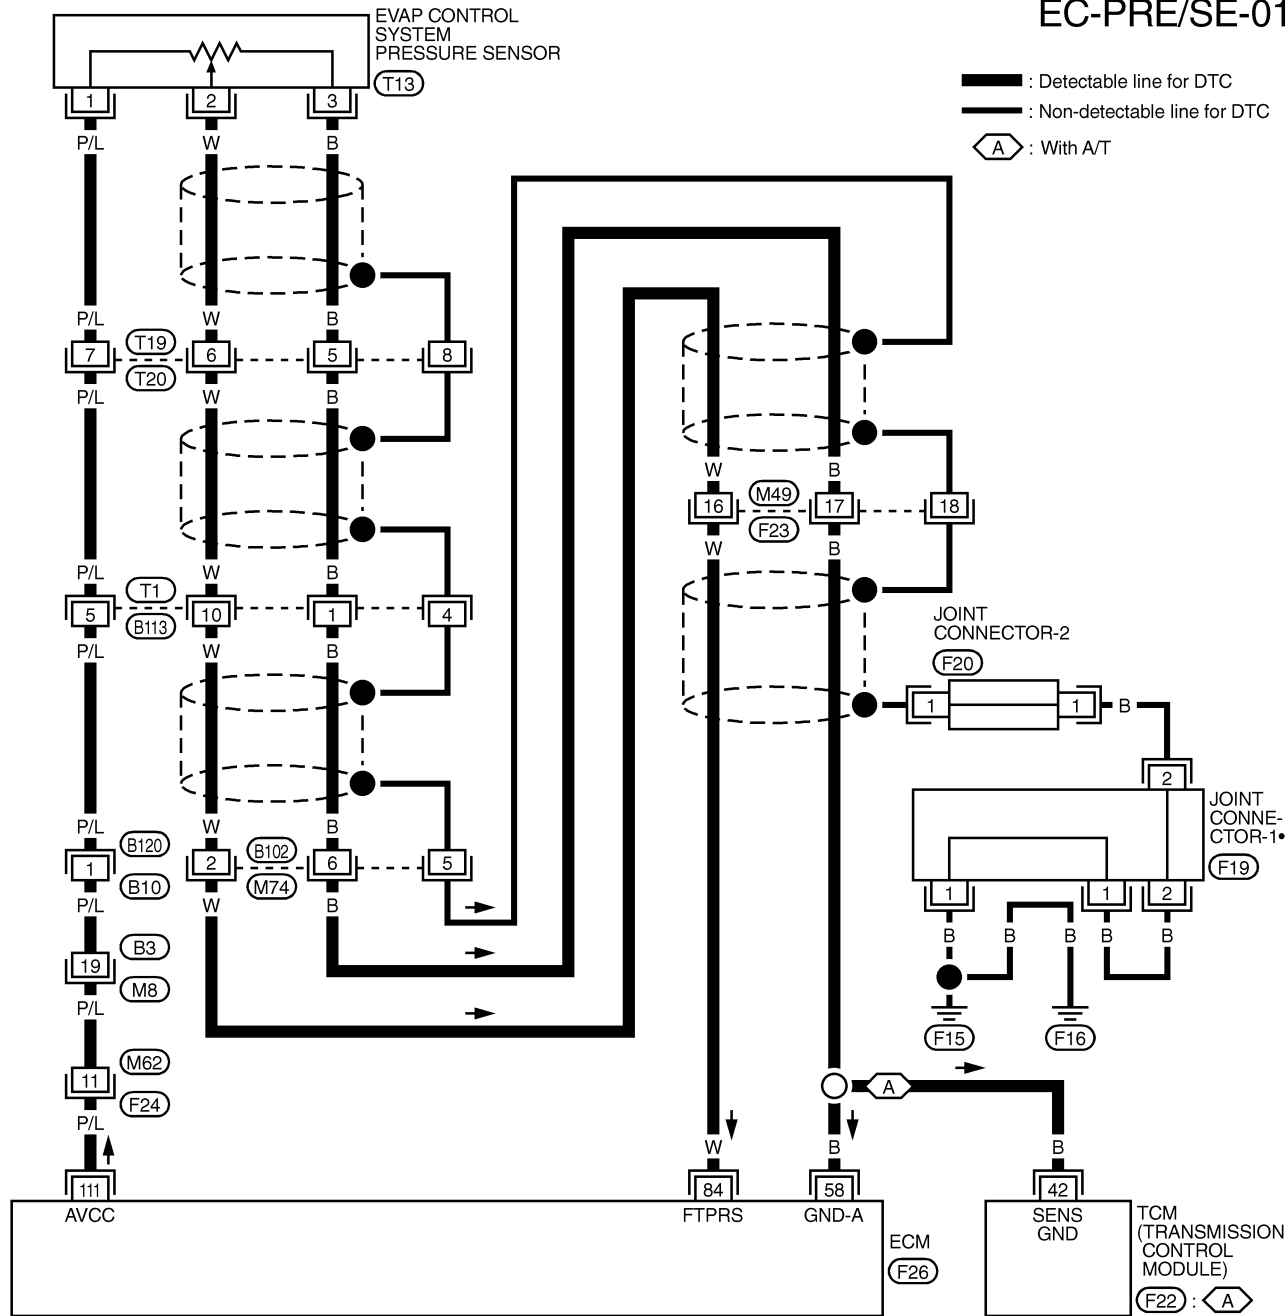 EC-PRE/SE-01
EVAP CONTROL
SYSTEM
PRESSURE SENSOR
T13
: Detectable line for DTC
: Non-detectable line for DTC
A : With A/T
1 2 3
P/L W B
P/L W B
T19
7 6 5 8
T20
P/L W B
W B
M49
16 17 18
F23
W B
P/L W B
T1
5 10 1 4
B113
P/L W B
JOINT
CONNECTOR-2
F20
1 1 B
2
JOINT
CONNE-
CTOR-1•
F19
P/L W B
B120 B102
1 2 6 5
B10 M74
P/L W B
1 1 2
B B B B B
B3
19
M8
P/L
F15 F16
M62
11
F24
P/L
A
W B B
111 84 58 42
AVCC FTPRS GND-A
SENS
GND
ECM
F26
TCM
(TRANSMISSION
CONTROL
MODULE)
F22 : A